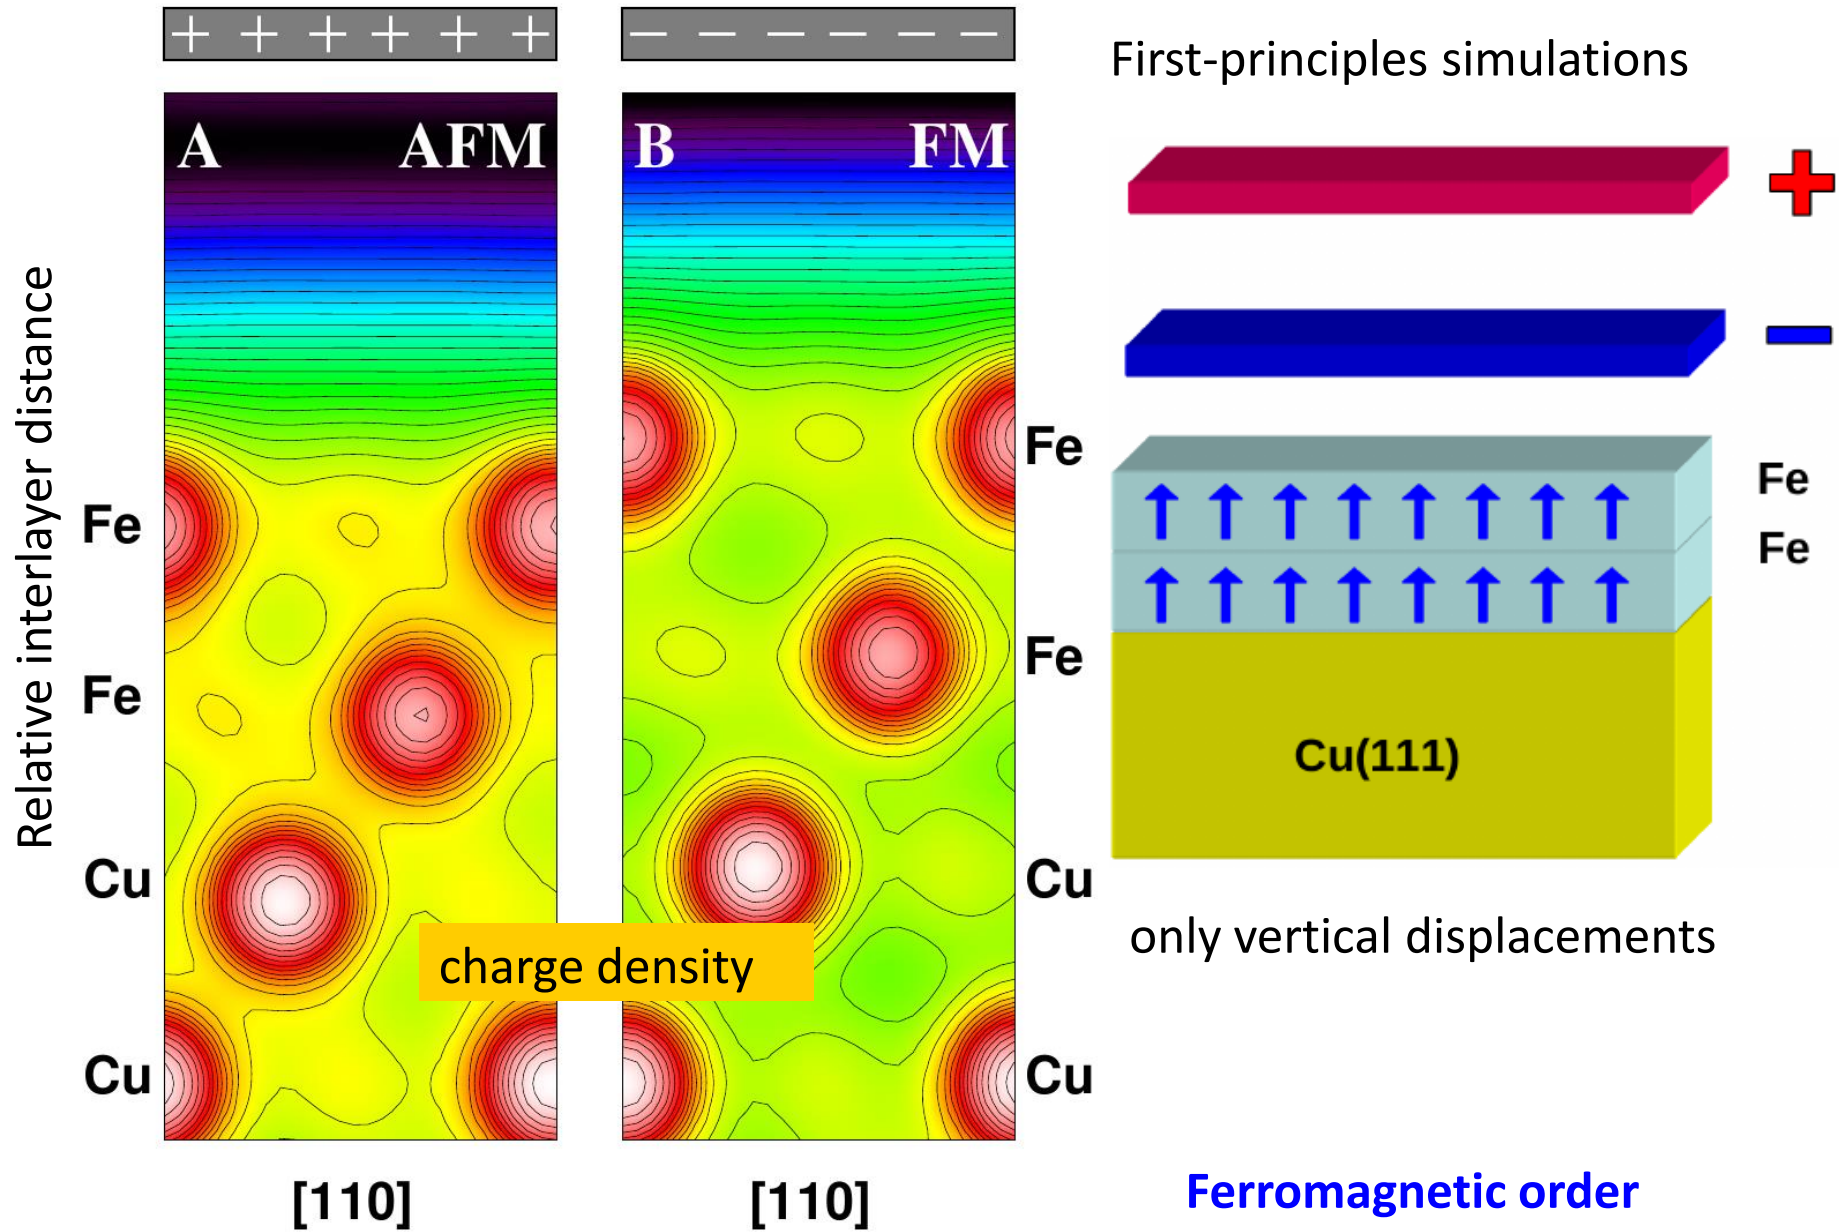 + + + + + +
− − − − − −
First-principles simulations
A AFM
B FM
+
−
Relative interlayer distance
Fe
Fe
Cu
Cu
Fe
Fe
Cu
Cu
Fe
Fe
Cu(111)
charge density
only vertical displacements
[110]
[110]
Ferromagnetic order